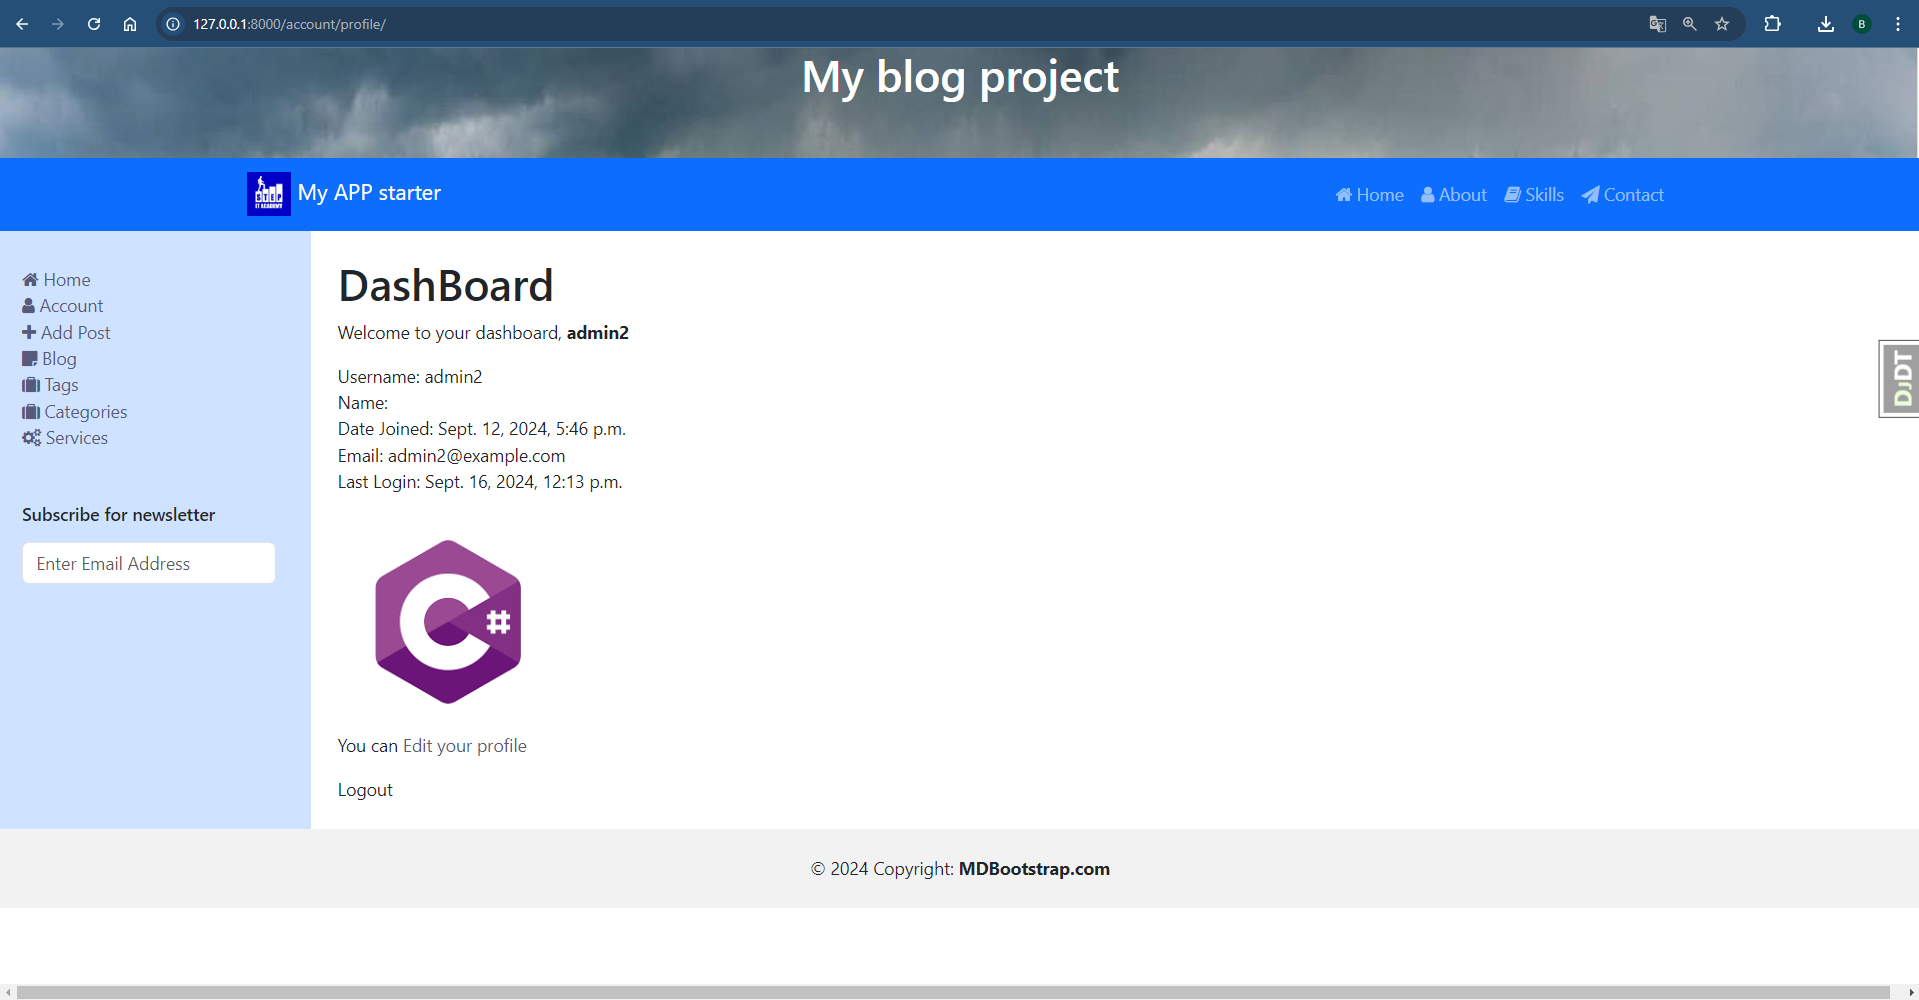 127.0.0.1:8000/account/profile/
B
My blog project
STEP
IT ACADEMY
My APP starter
Home About Skills Contact
Home
Account
Add Post
Blog
Tags
Categories
Services
Subscribe for newsletter
Enter Email Address
DashBoard
Welcome to your dashboard, admin2
Username: admin2
Name:
Date Joined: Sept. 12, 2024, 5:46 p.m.
Email: admin2@example.com
Last Login: Sept. 16, 2024, 12:13 p.m.
C#
You can Edit your profile
Logout
DJDT
© 2024 Copyright: MDBootstrap.com